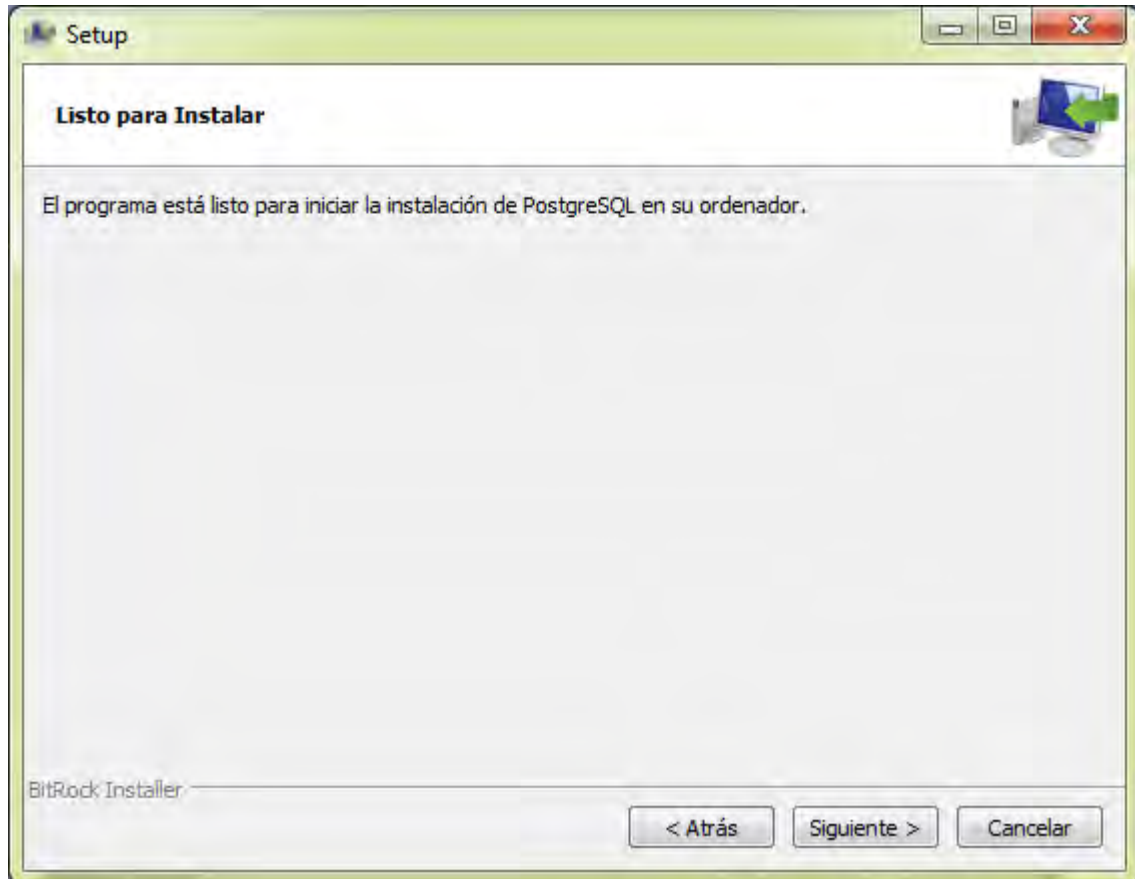 Setup
Listo para Instalar
El programa está listo para iniciar la instalación de PostgreSQL en su ordenador.
BitRock Installer
< Atrás
Siguiente >
Cancelar